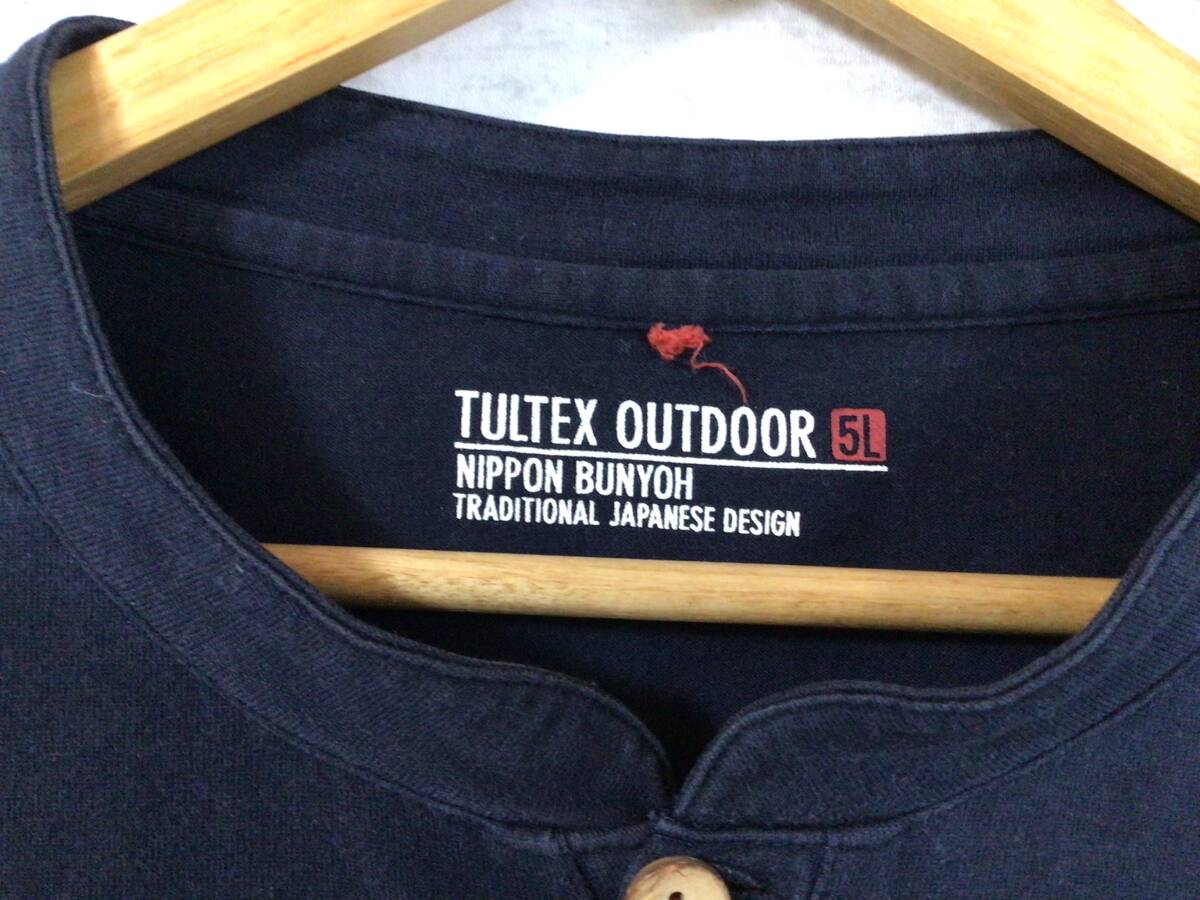 TULTEX OUTDOOR 5L
NIPPON BUNYOH
TRADITIONAL JAPANESE DESIGN